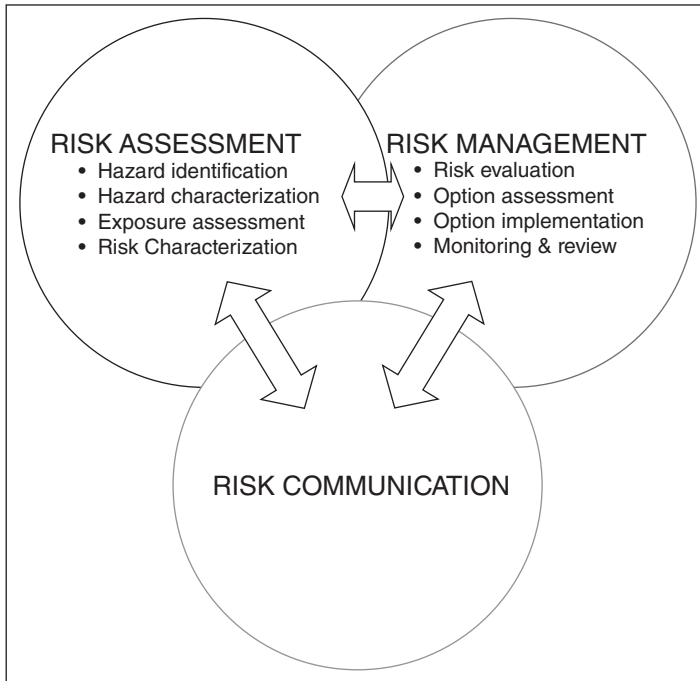 RISK ASSESSMENT
• Hazard identification
• Hazard characterization
• Exposure assessment
• Risk Characterization
RISK MANAGEMENT
• Risk evaluation
• Option assessment
• Option implementation
• Monitoring & review
RISK COMMUNICATION